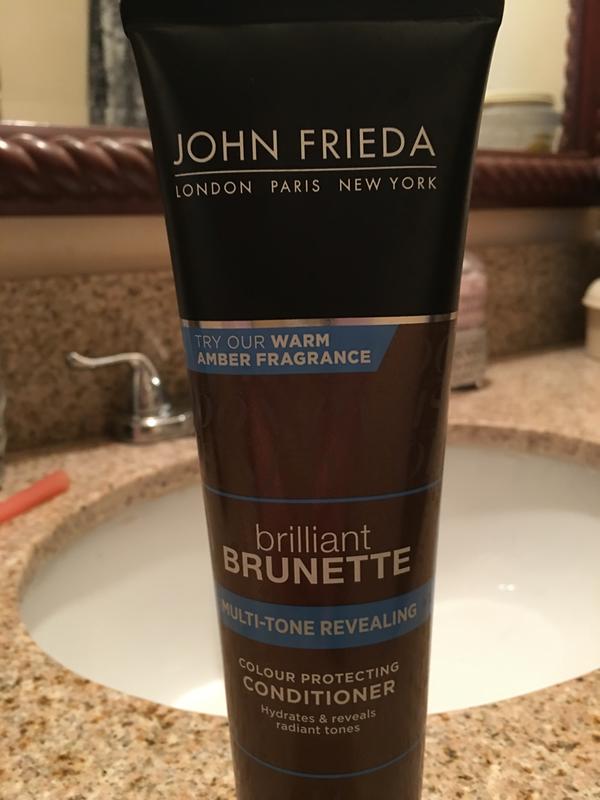 JOHN FRIEDA
LONDON PARIS NEW YORK
TRY OUR WARM
AMBER FRAGRANCE
brilliant
BRUNETTE
MULTI-TONE REVEALING
COLOUR PROTECTING
CONDITIONER
Hydrates & reveals
radiant tones